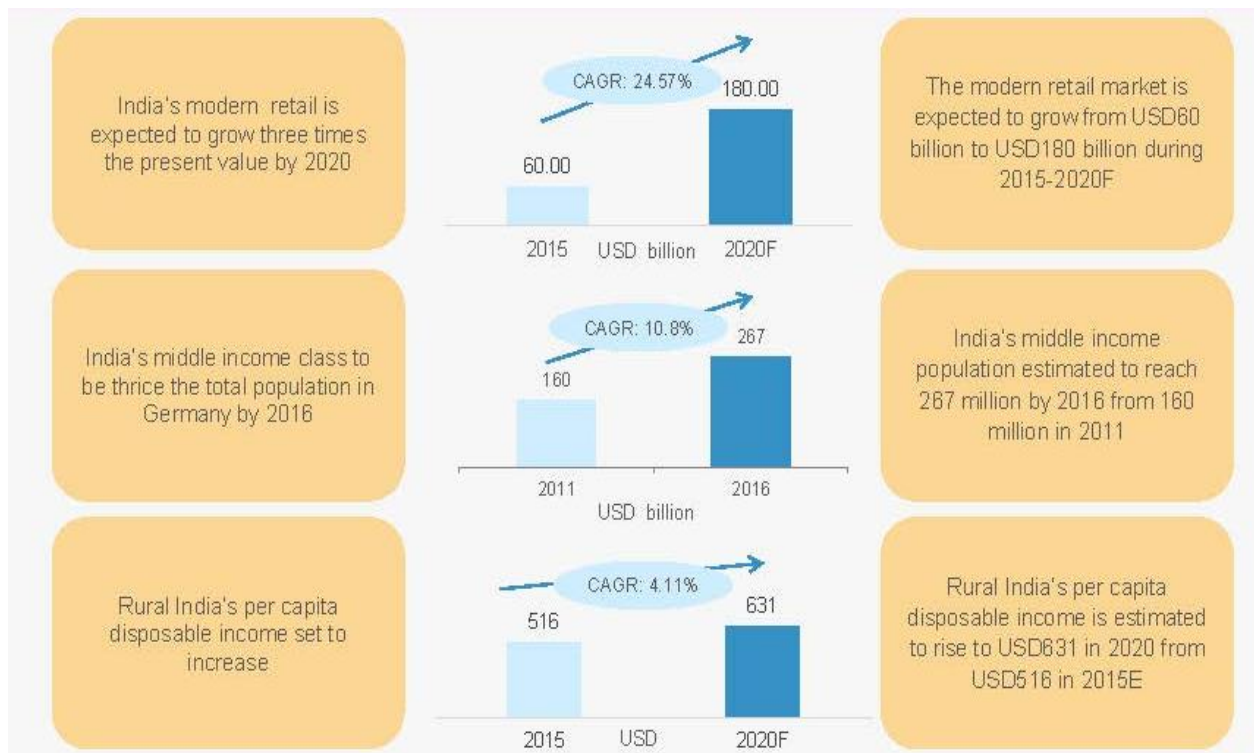 India's modern retail is
expected to grow three times
the present value by 2020
CAGR: 24.57%
180.00
60.00
2015
USD billion
2020F
The modern retail market is
expected to grow from USD60
billion to USD180 billion during
2015-2020F
India's middle income class to
be thrice the total population in
Germany by 2016
CAGR: 10.8%
267
160
2011
2016
USD billion
India's middle income
population estimated to reach
267 million by 2016 from 160
million in 2011
Rural India's per capita
disposable income set to
increase
CAGR: 4.11%
516
631
2015
USD
2020F
Rural India's per capita
disposable income is estimated
to rise to USD631 in 2020 from
USD516 in 2015E